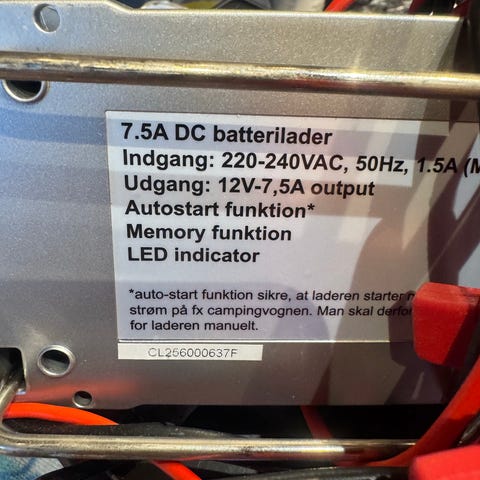 7.5A DC batterilader
Indgang: 220-240VAC, 50Hz, 1.5A
Udgang: 12V-7,5A output
Autostart funktion*
Memory funktion
LED indicator
*auto-start funktion sikre, at laderen starter
strøm på fx campingvognen. Man skal
for laderen manuelt.
CL256000637F